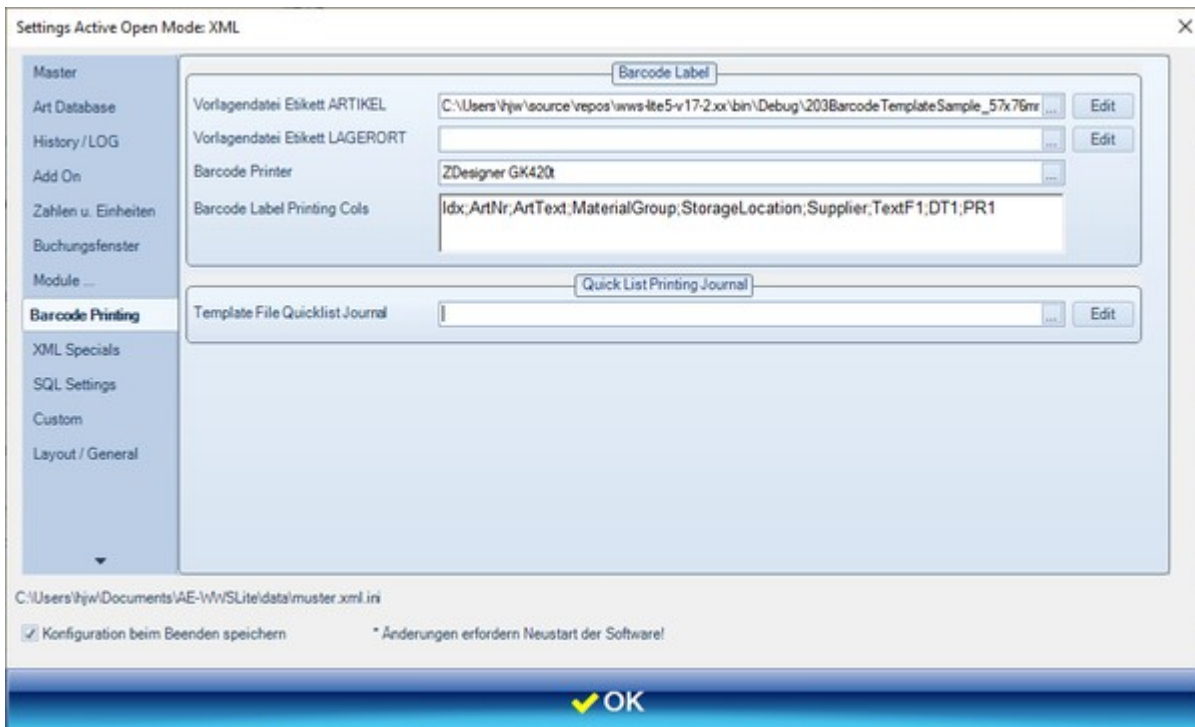 Settings Active Open Mode: XML
Master
Art Database
History / LOG
Add On
Zahlen u. Einheiten
Buchungsfenster
Module ...
Barcode Printing
XML Specials
SQL Settings
Custom
Layout / General
Barcode Label
Vorlagendatei Etikett ARTIKEL C:\Users\hjw\source\repos\wws-lite5-v17-2.xx\bin\Debug\203BarcodeTemplateSample_57x76mr ... Edit
Vorlagendatei Etikett LAGERORT ... Edit
Barcode Printer ZDesigner GK420t ...
Barcode Label Printing Cols Idx;ArtNr;ArtText;MaterialGroup;StorageLocation;Supplier;TextF1;DT1;PR1
Quick List Printing Journal
Template File Quicklist Journal ... Edit
C:\Users\hjw\Documents\AE-WWSLite\data\muster.xml.ini
Konfiguration beim Beenden speichern * Änderungen erfordern Neustart der Software!
OK